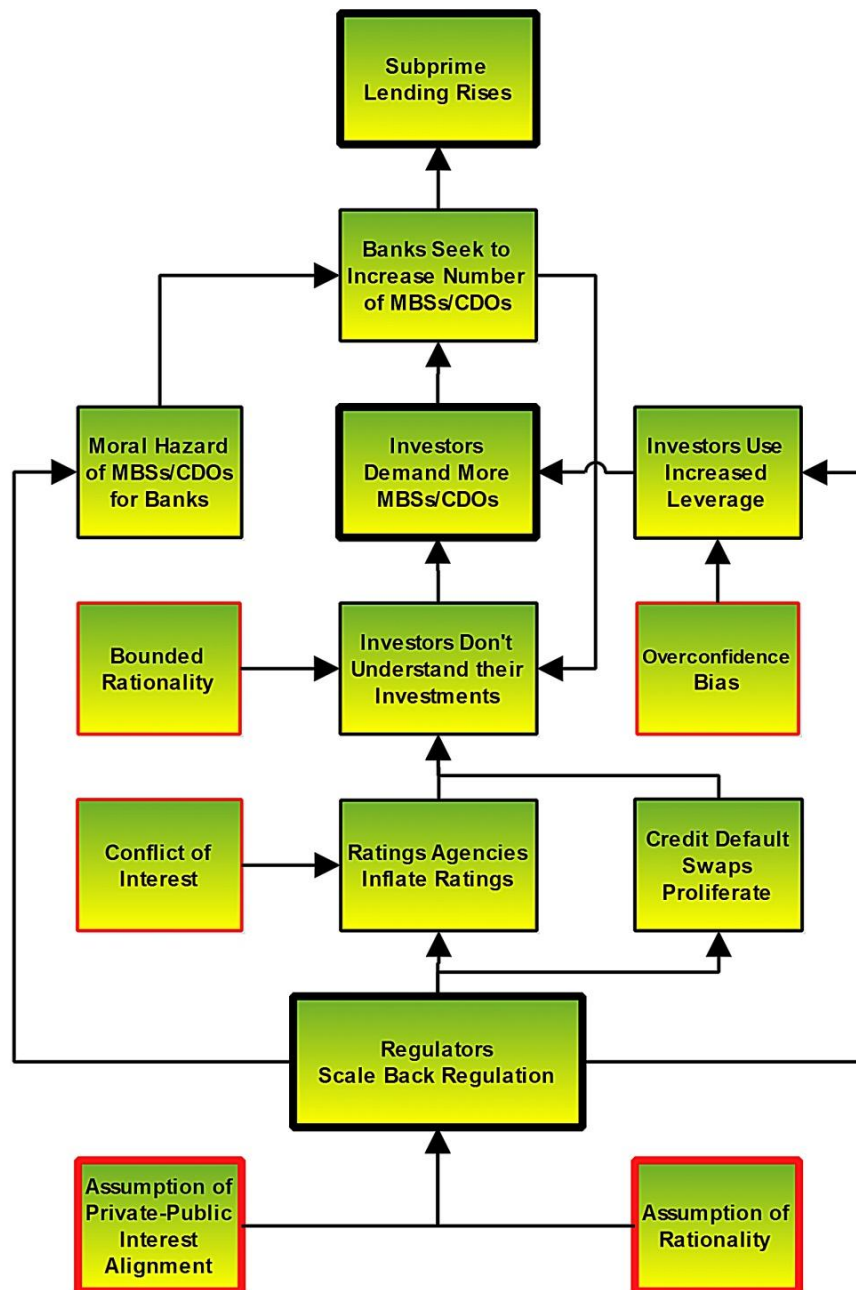 Subprime
Lending Rises
Banks Seek to
Increase Number
of MBSs/CDOs
Moral Hazard
of MBSs/CDOs
for Banks
Investors
Demand More
MBSs/CDOs
Investors Use
Increased
Leverage
Bounded
Rationality
Investors Don't
Understand their
Investments
Overconfidence
Bias
Conflict of
Interest
Ratings Agencies
Inflate Ratings
Credit Default
Swaps
Proliferate
Regulators
Scale Back Regulation
Assumption of
Private-Public
Interest
Alignment
Assumption of
Rationality